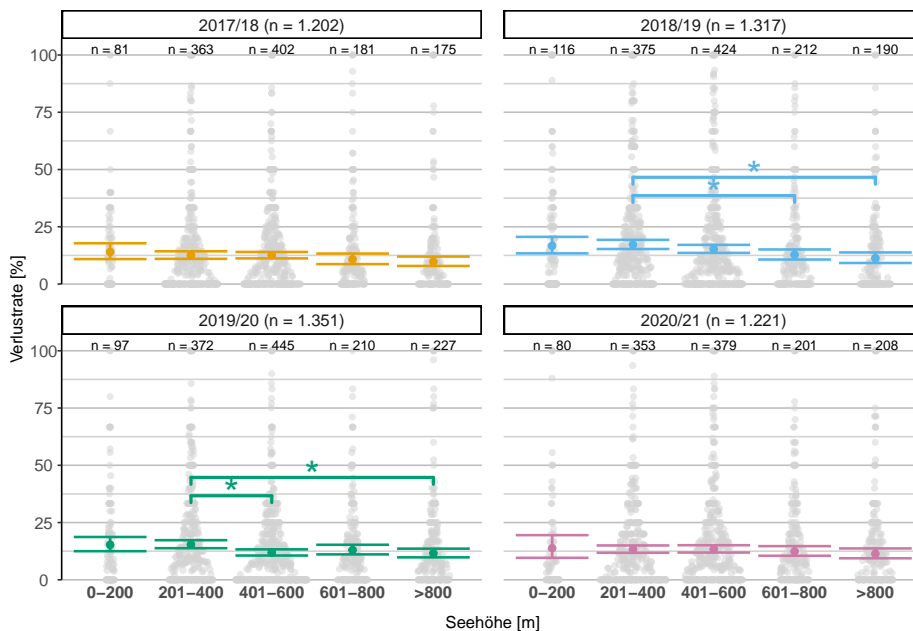 2017/18 (n = 1.202)
2018/19 (n = 1.317)
n = 81 n = 363 n = 402 n = 181 n = 175
n = 116 n = 375 n = 424 n = 212 n = 190
100
75
50
25
0
* 
*
2019/20 (n = 1.351)
2020/21 (n = 1.221)
n = 97 n = 372 n = 445 n = 210 n = 227
n = 80 n = 353 n = 379 n = 201 n = 208
100
75
50
25
0
*
*
0–200 201–400 401–600 601–800 >800
0–200 201–400 401–600 601–800 >800
Seehöhe [m]
Verlustrate [%]